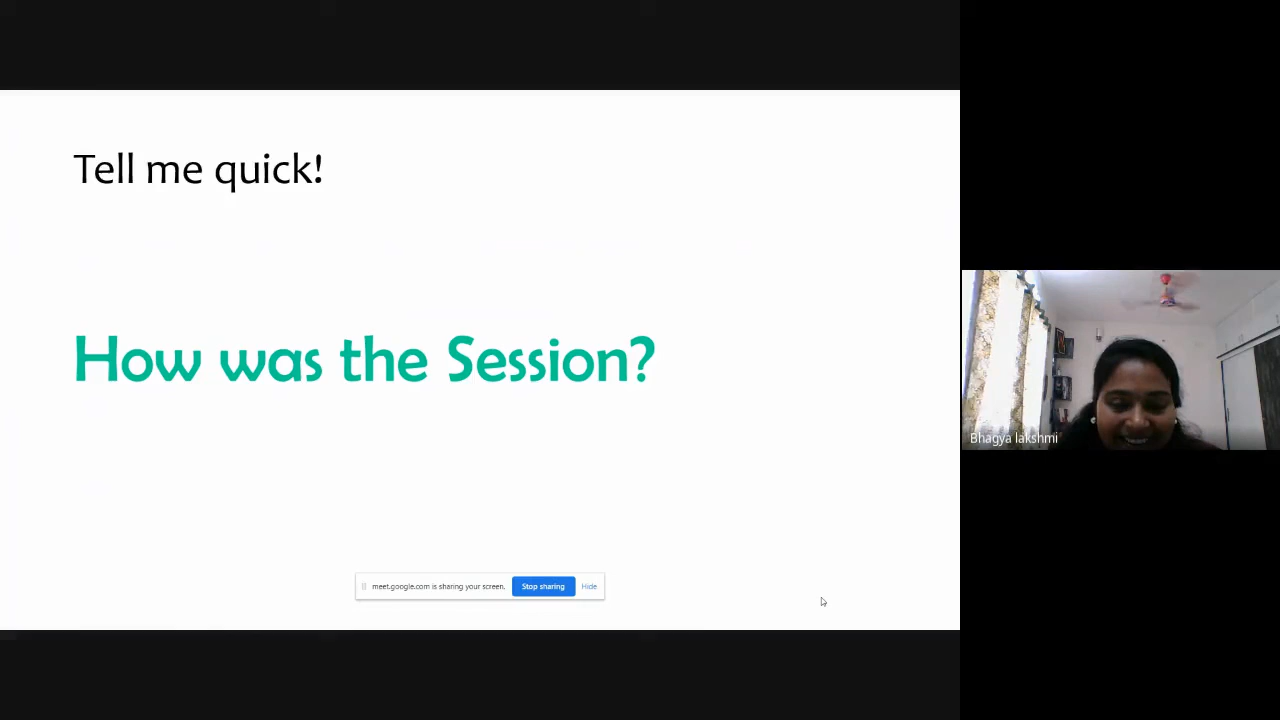 Tell me quick!
How was the Session?
meet.google.com is sharing your screen. Stop sharing Hide
Bhagya lakshmi